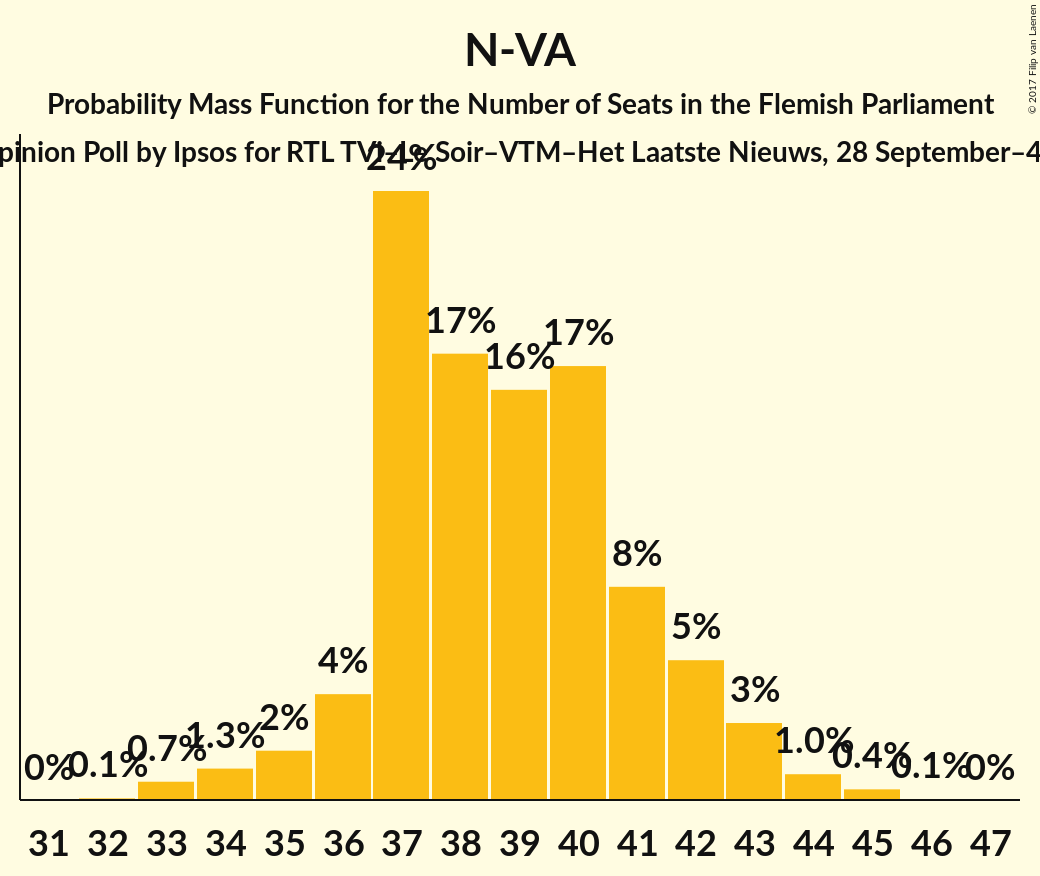 N-VA
Probability Mass Function for the Number of Seats in the Flemish Parliament
pinion Poll by Ipsos for RTL TVI–Le Soir–VTM–Het Laatste Nieuws, 28 September–4
© 2017 Filip van Laenen
24%
17%
16%
17%
8%
5%
4%
3%
2%
1.3%
1.0%
0.7%
0.4%
0% 0.1% 0.1% 0%
31 32 33 34 35 36 37 38 39 40 41 42 43 44 45 46 47